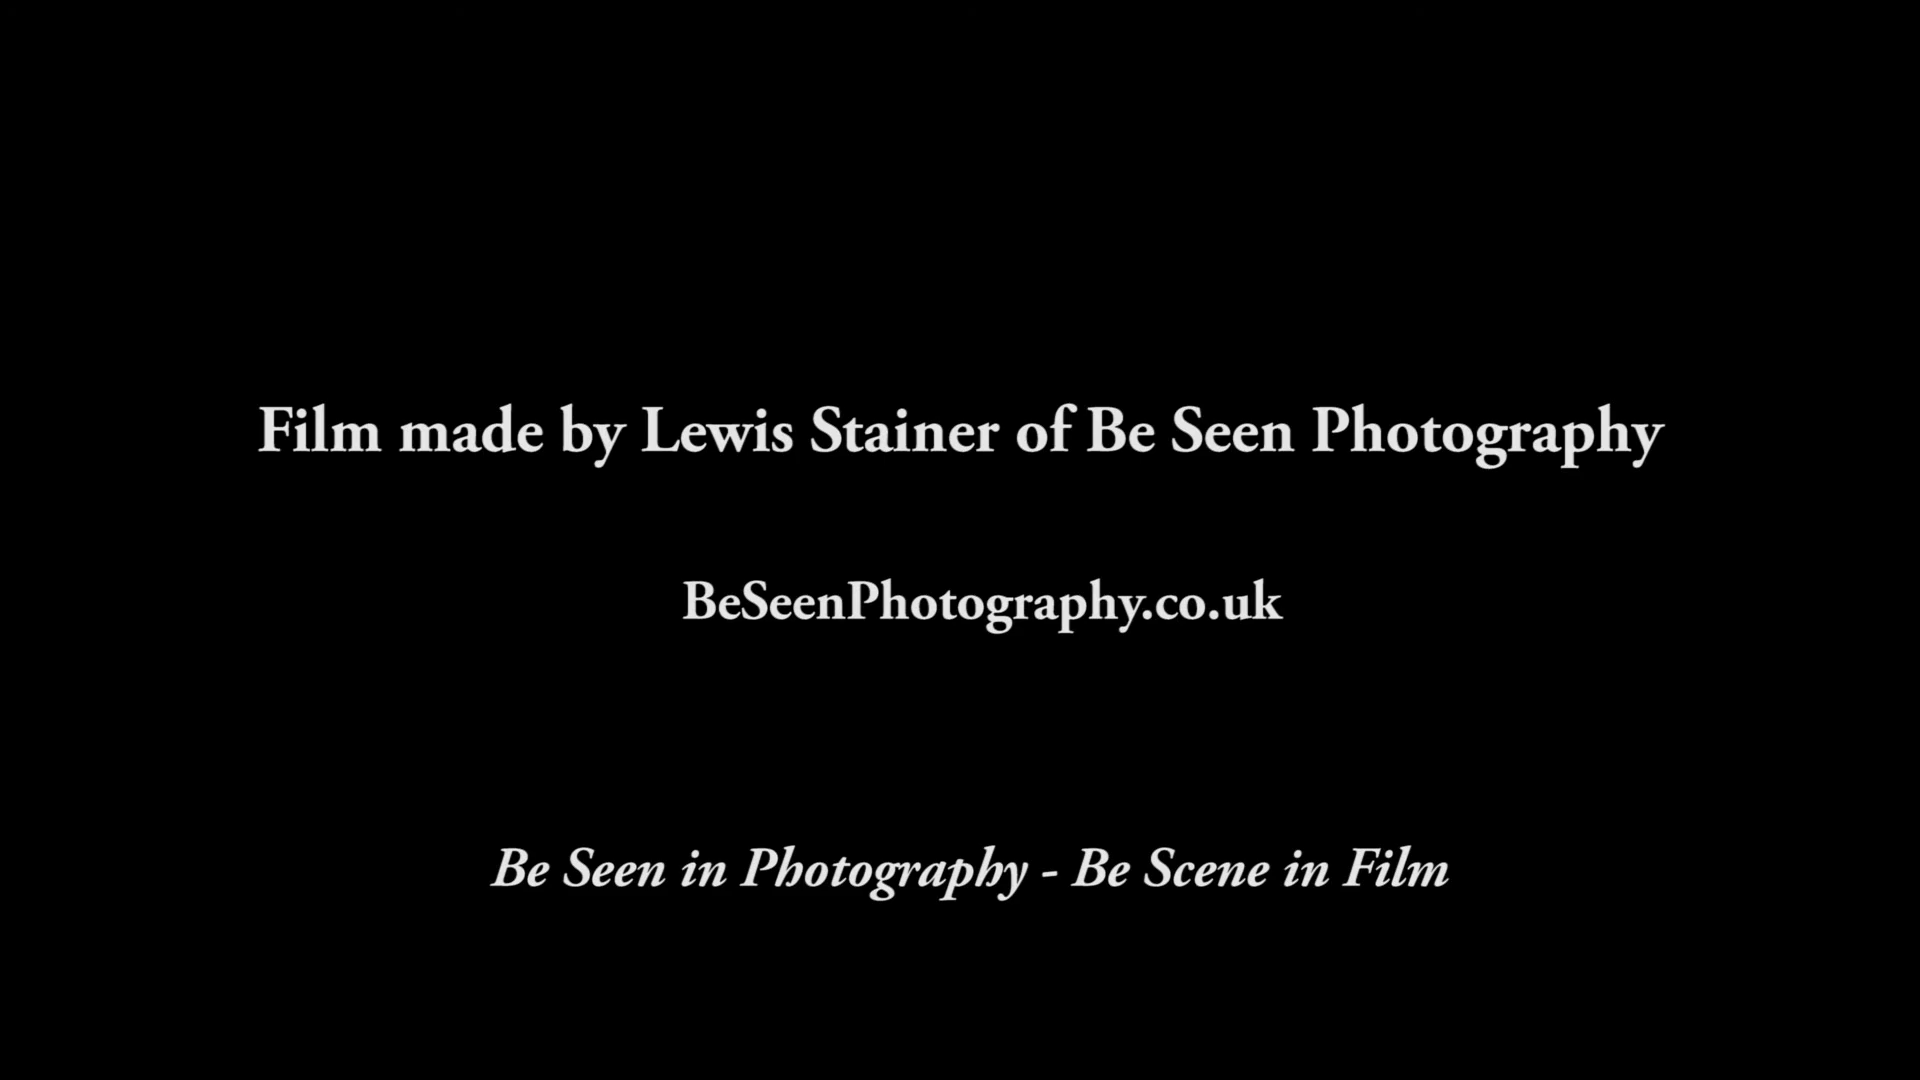 Film made by Lewis Stainer of Be Seen Photography
BeSeenPhotography.co.uk
Be Seen in Photography - Be Scene in Film